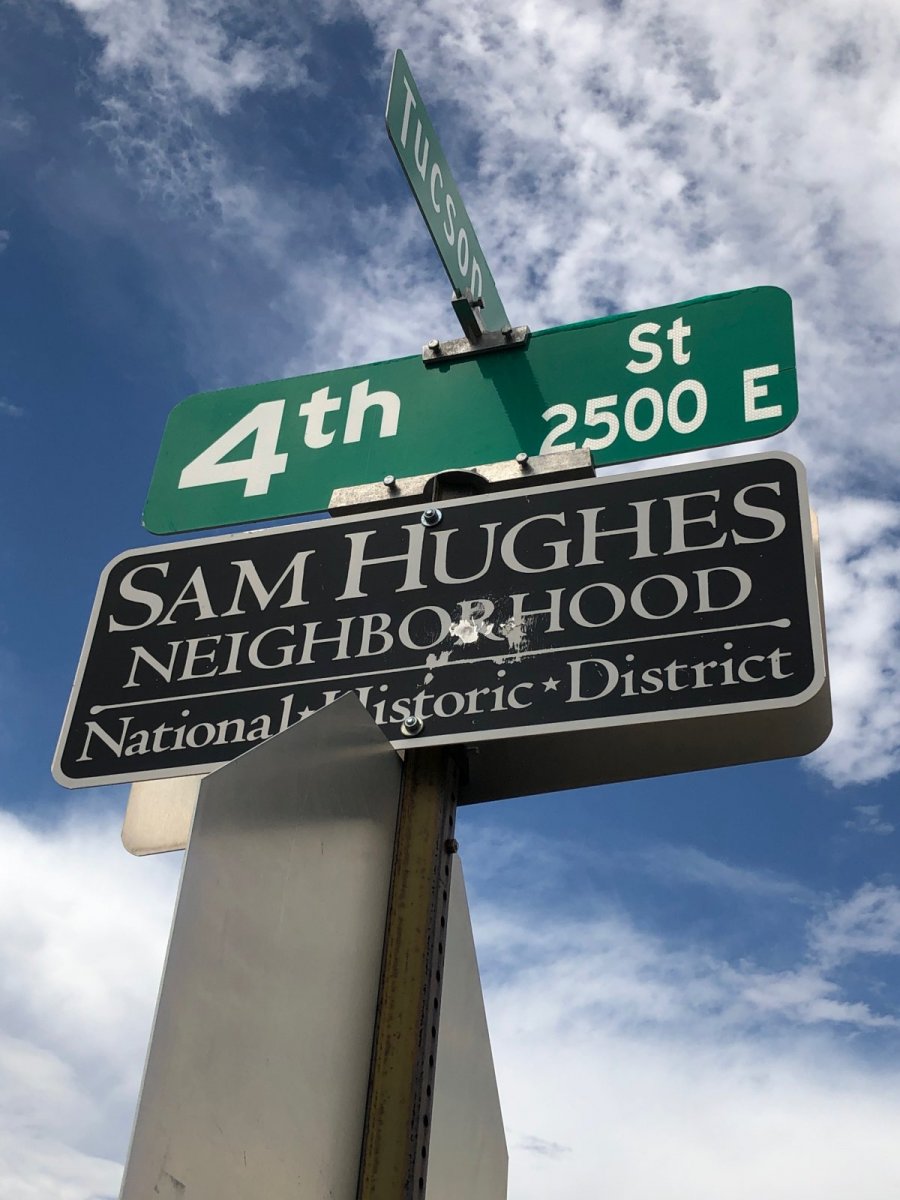 Tucson
4th St
2500 E
SAM HUGHES
NEIGHBORHOOD
National★Historic★District